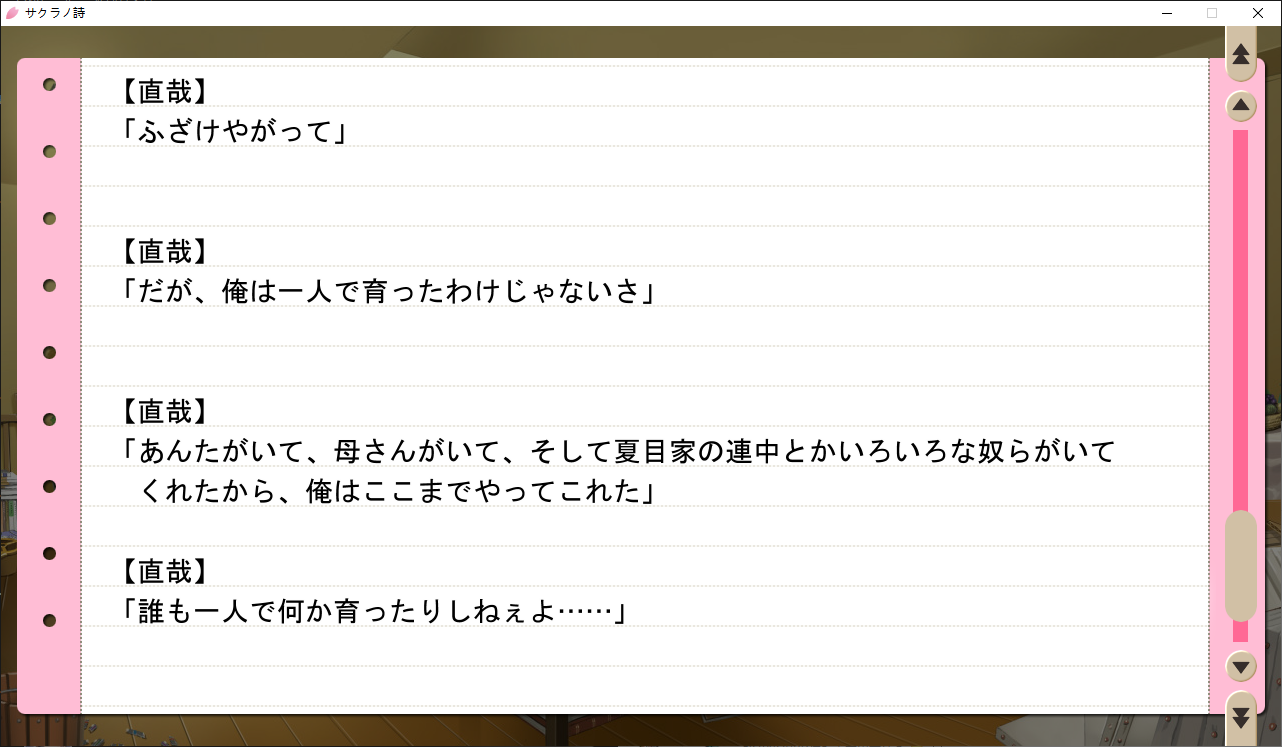 サクラノ詩
【直哉】
「ふざけやがって」
【直哉】
「だが、俺は一人で育ったわけじゃないさ」
【直哉】
「あんたがいて、母さんがいて、そして夏目家の連中とかいろいろな奴らがいて
くれたから、俺はここまでやってこれた」
【直哉】
「誰も一人で何か育ったりしねぇよ……」